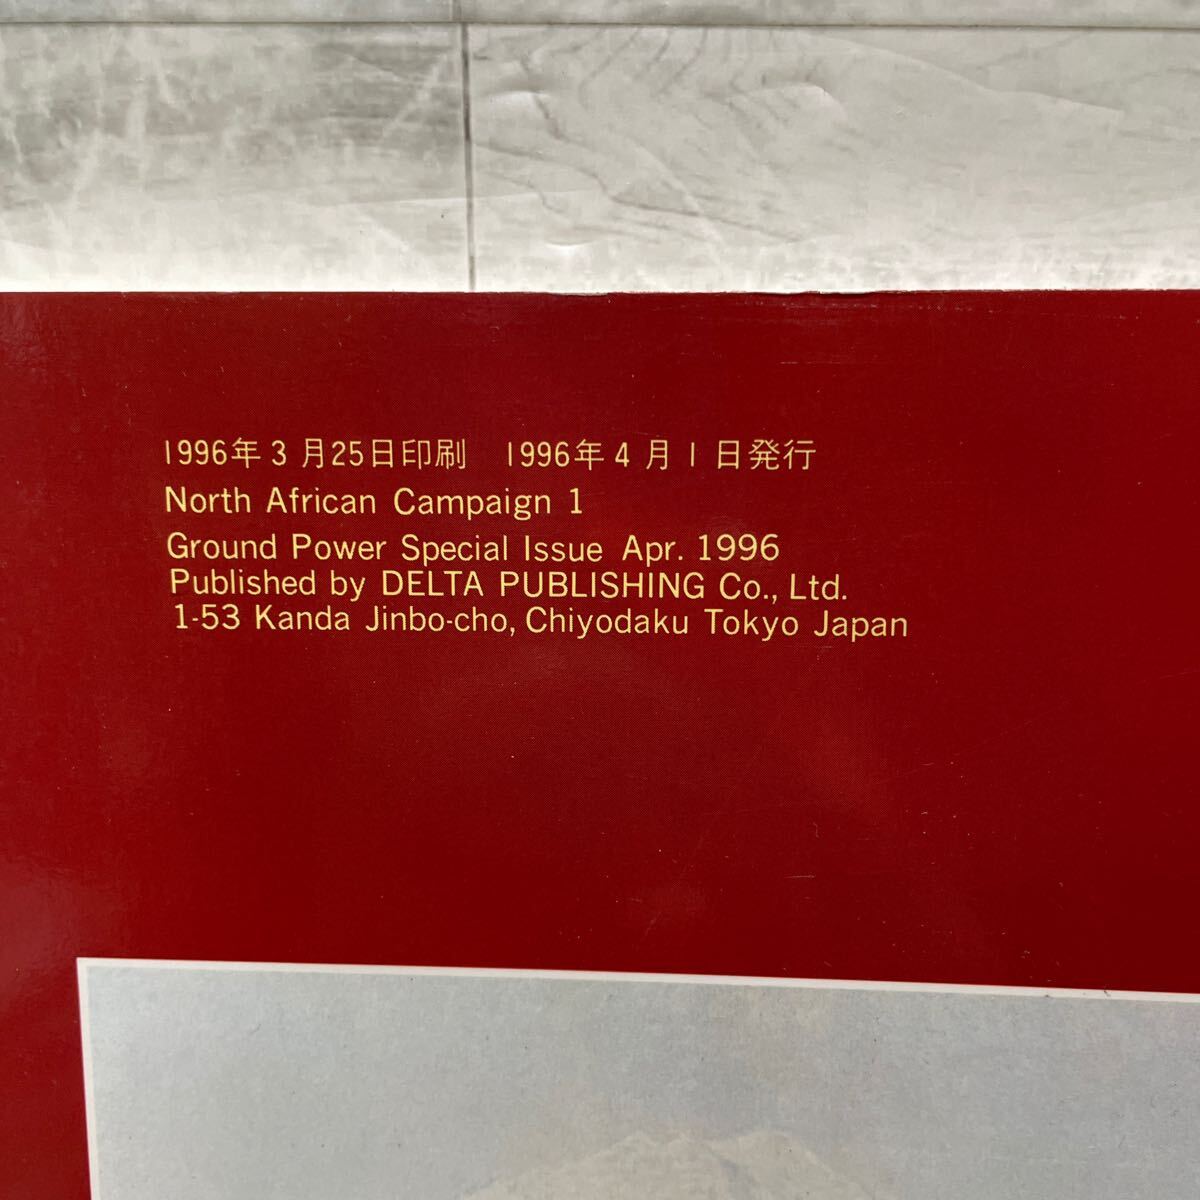 1996年3月25日印刷　1996年4月1日発行
North African Campaign 1
Ground Power Special Issue Apr. 1996
Published by DELTA PUBLISHING Co., Ltd.
1-53 Kanda Jinbo-cho, Chiyodaku Tokyo Japan